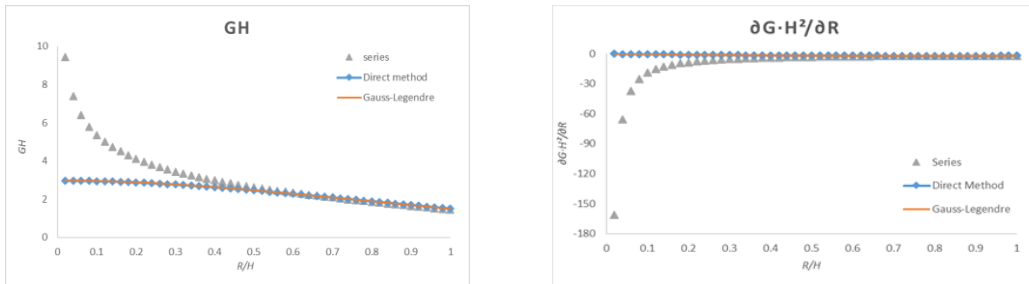 GH
10
8
6
4
2
0
GH
series
Direct method
Gauss-Legendre
0 0.1 0.2 0.3 0.4 0.5 0.6 0.7 0.8 0.9 1
R/H
∂G·H²/∂R
0
-30
-60
-90
-120
-150
-180
∂G·H²/∂R
Series
Direct Method
Gauss-Legendre
0 0.1 0.2 0.3 0.4 0.5 0.6 0.7 0.8 0.9 1
R/H